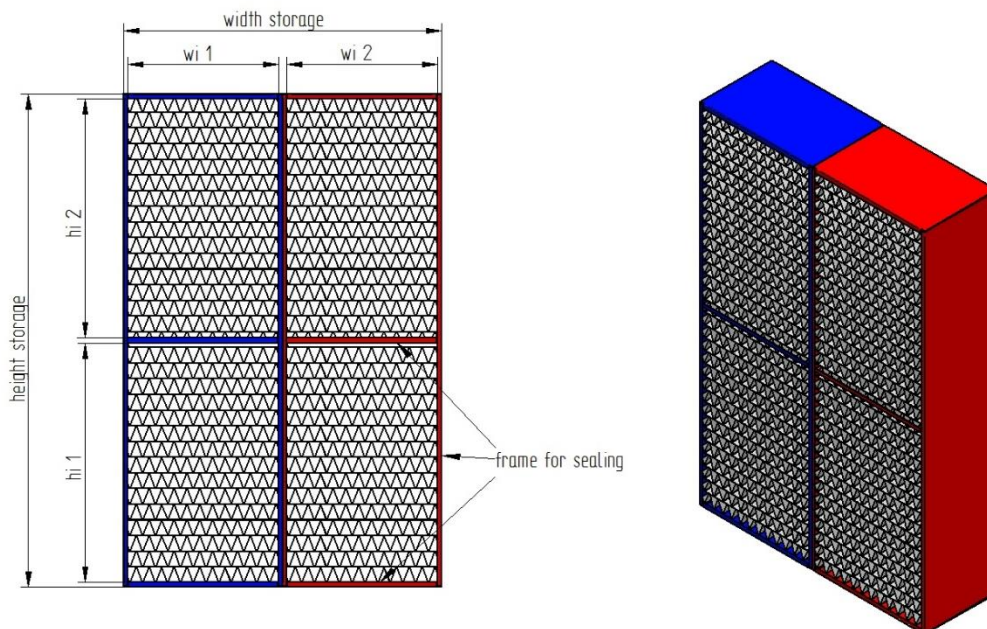 width storage
wi 1
wi 2
hi 2
height storage
hi 1
frame for sealing